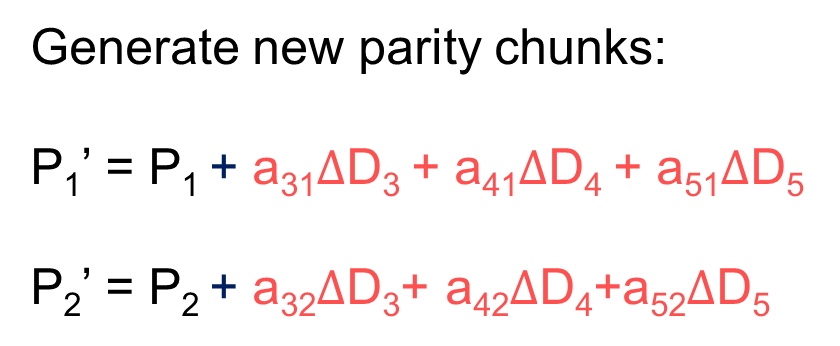 Generate new parity chunks:
P₁’ = P₁ + a₃₁ΔD₃ + a₄₁ΔD₄ + a₅₁ΔD₅
P₂’ = P₂ + a₃₂ΔD₃+ a₄₂ΔD₄+a₅₂ΔD₅